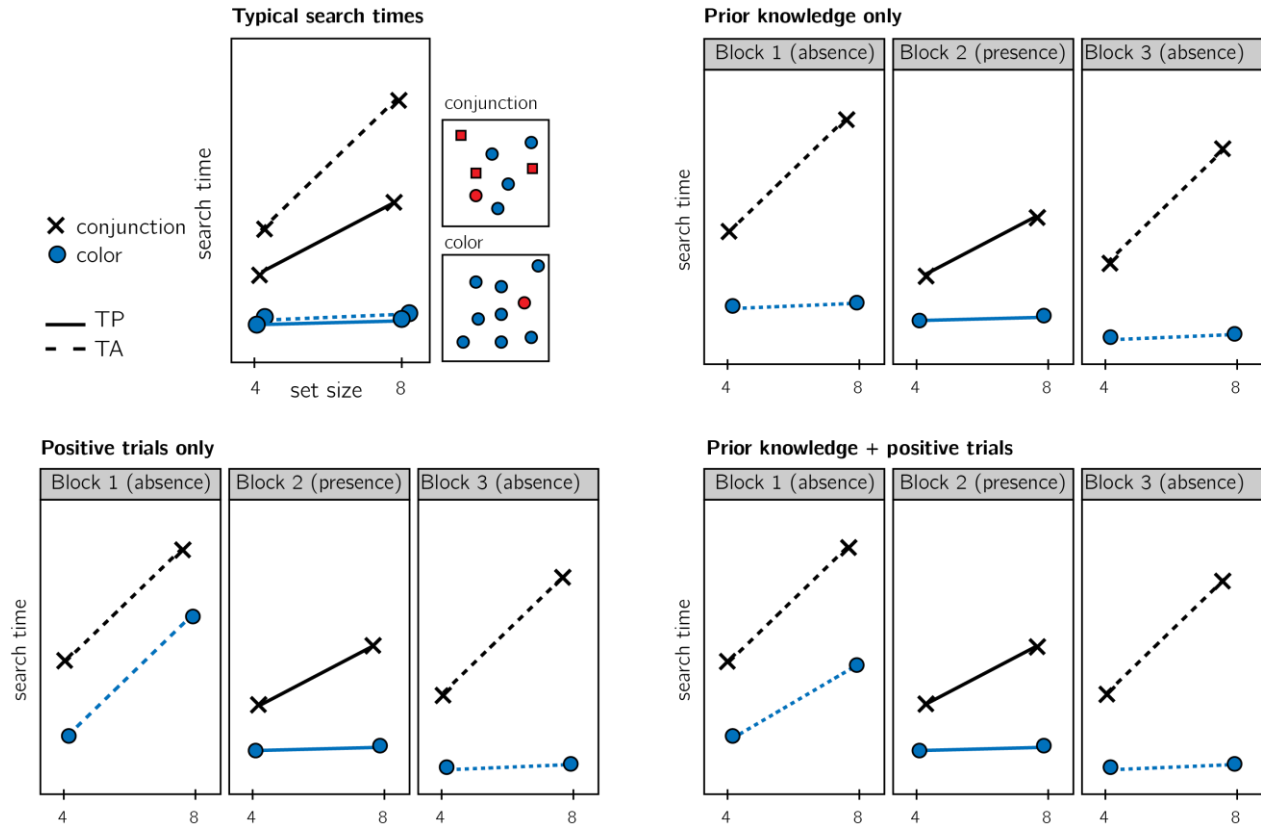 Typical search times
search time
4
8
set size
conjunction
color
TP
TA
conjunction
color
Prior knowledge only
Block 1 (absence)
Block 2 (presence)
Block 3 (absence)
search time
4
8
4
8
4
8
Positive trials only
Block 1 (absence)
Block 2 (presence)
Block 3 (absence)
search time
4
8
4
8
4
8
Prior knowledge + positive trials
Block 1 (absence)
Block 2 (presence)
Block 3 (absence)
search time
4
8
4
8
4
8